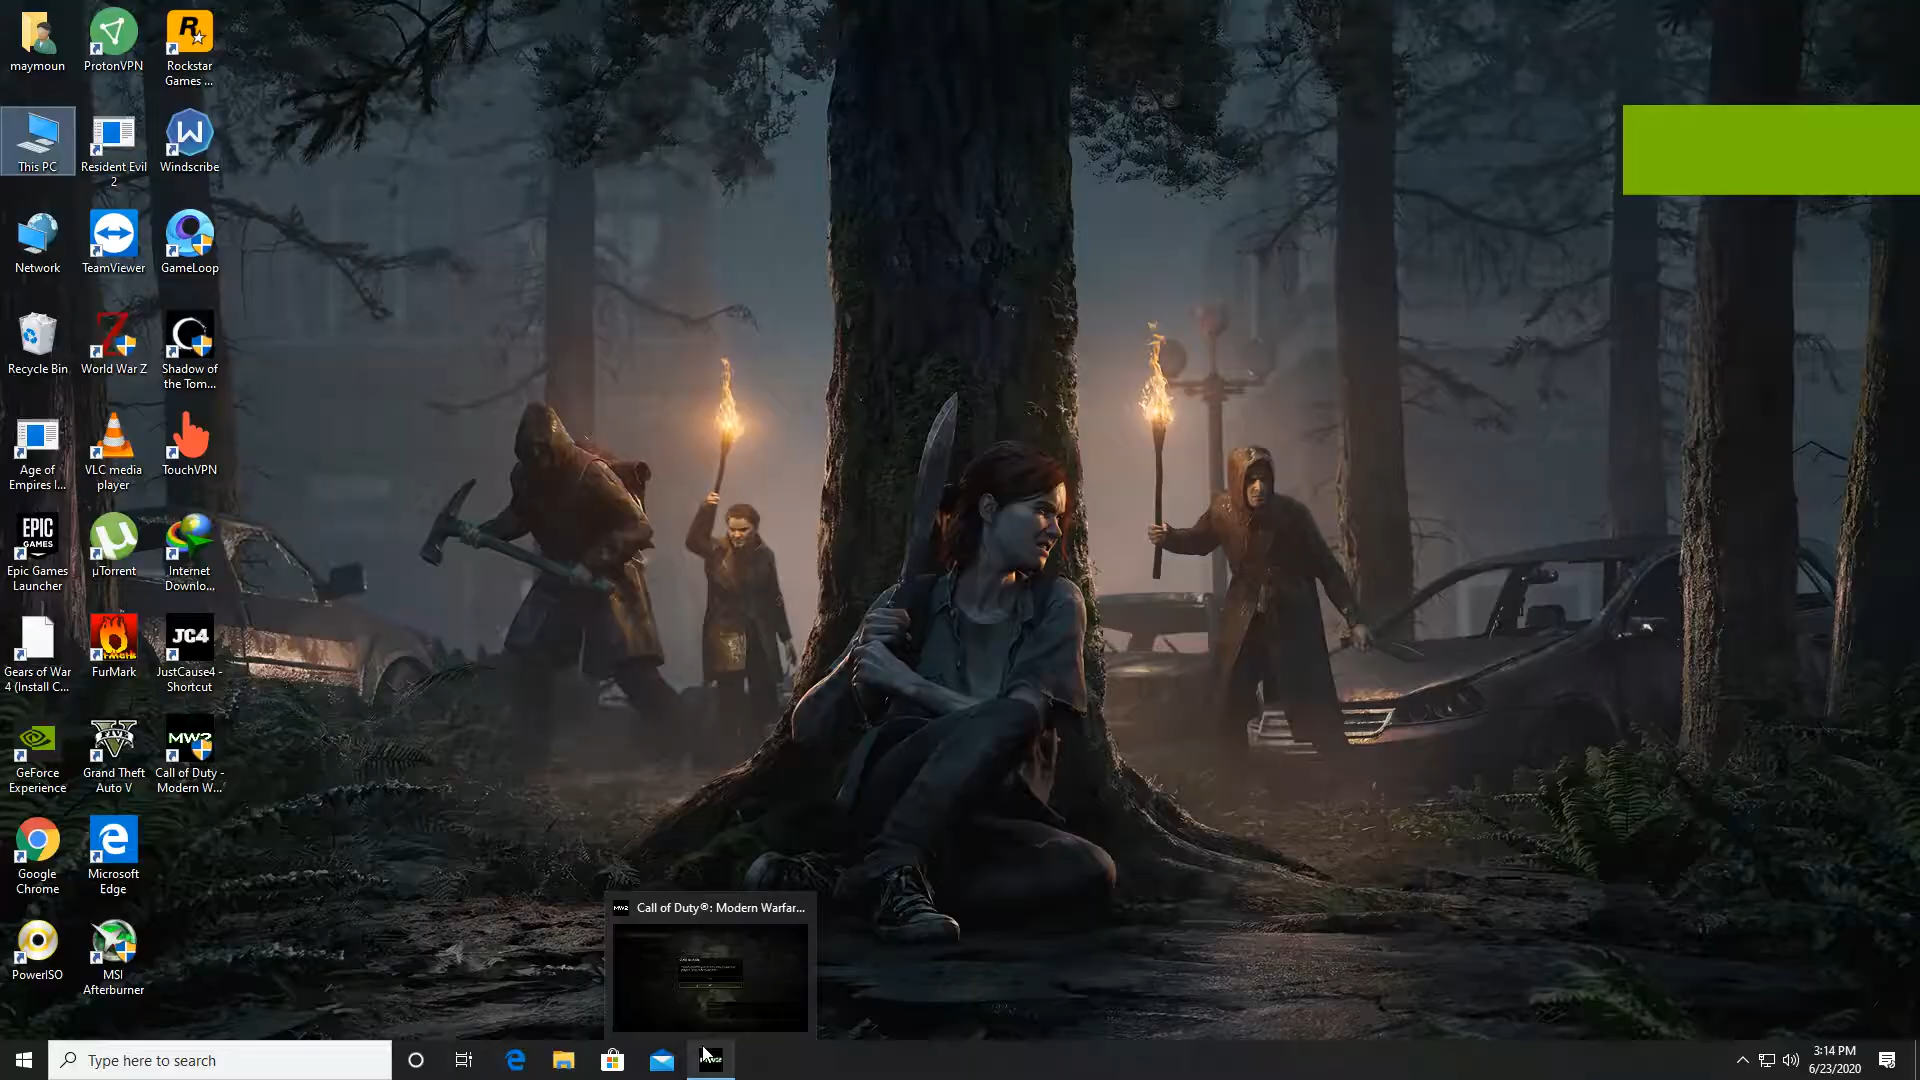 maymoun
ProtonVPN
Rockstar
Games ...
This PC
Resident Evil
2
Windscribe
Network
TeamViewer
GameLoop
Recycle Bin
World War Z
Shadow of
the Tom...
Age of
Empires I...
VLC media
player
TouchVPN
EPIC
GAMES
Epic Games
Launcher
µTorrent
Internet
Downlo...
Gears of War
4 (Install C...
FurMark
JC4
JustCause4 -
Shortcut
GeForce
Experience
FIVE
Grand Theft
Auto V
MW2
Call of Duty -
Modern W...
Google
Chrome
Microsoft
Edge
PowerISO
MSI
Afterburner
MW2
Call of Duty®: Modern Warfar...
Type here to search
3:14 PM
6/23/2020